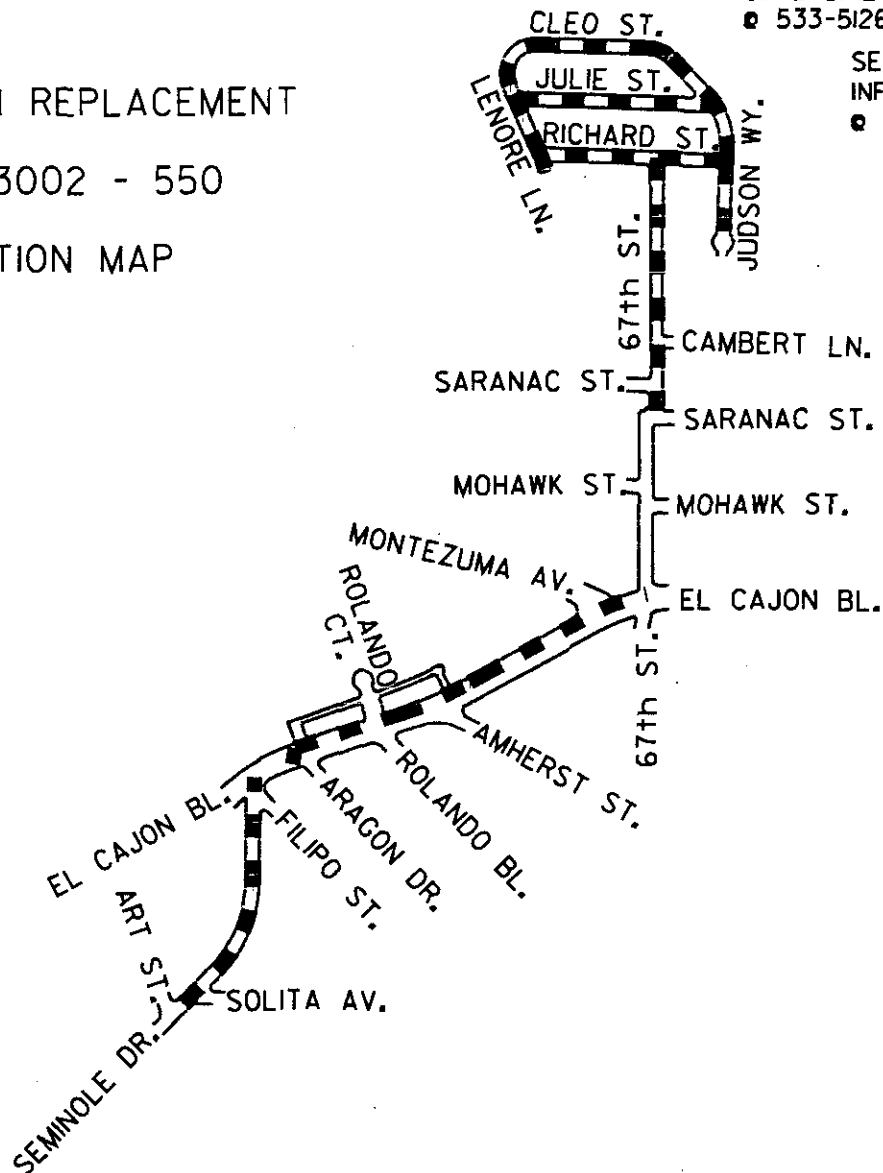 REPLACEMENT
3002 - 550
TION MAP
533-5126
SE
INF
CLEO ST.
JULIE ST.
RICHARD ST.
LENORE LN.
JUDSON WY.
67th ST.
CAMBERT LN.
SARANAC ST.
SARANAC ST.
MOHAWK ST.
MOHAWK ST.
MONTEZUMA AV.
EL CAJON BL.
ROLANDO
CT.
67th ST.
AMHERST ST.
ROLANDO BL.
ARAGON DR.
FILIPO ST.
EL CAJON BL.
ART ST.
SOLITA AV.
SEMINOLE DR.